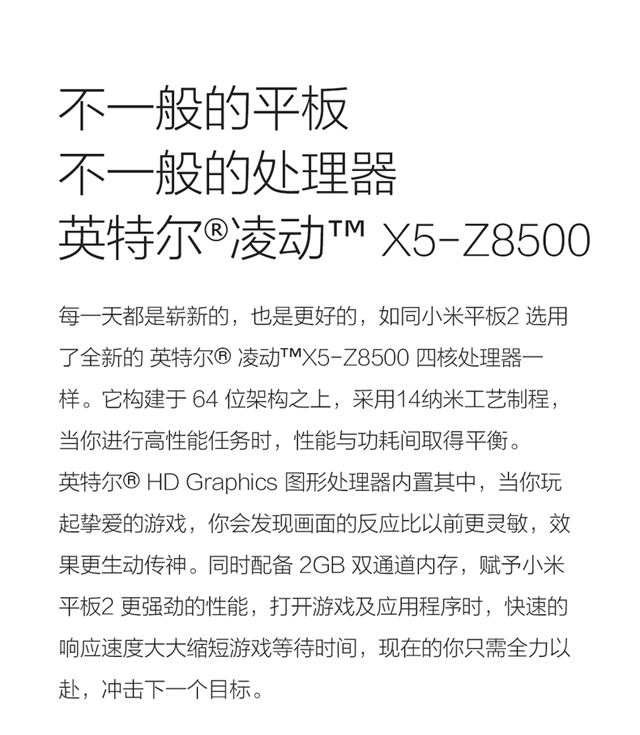 不一般的平板
不一般的处理器
英特尔®凌动™ X5-Z8500
每一天都是崭新的，也是更好的，如同小米平板2 选用
了全新的 英特尔® 凌动™X5-Z8500 四核处理器一
样。它构建于 64 位架构之上，采用14纳米工艺制程，
当你进行高性能任务时，性能与功耗间取得平衡。
英特尔® HD Graphics 图形处理器内置其中，当你玩
起挚爱的游戏，你会发现画面的反应比以前更灵敏，效
果更生动传神。同时配备 2GB 双通道内存，赋予小米
平板2 更强劲的性能，打开游戏及应用程序时，快速的
响应速度大大缩短游戏等待时间，现在的你只需全力以
赴，冲击下一个目标。